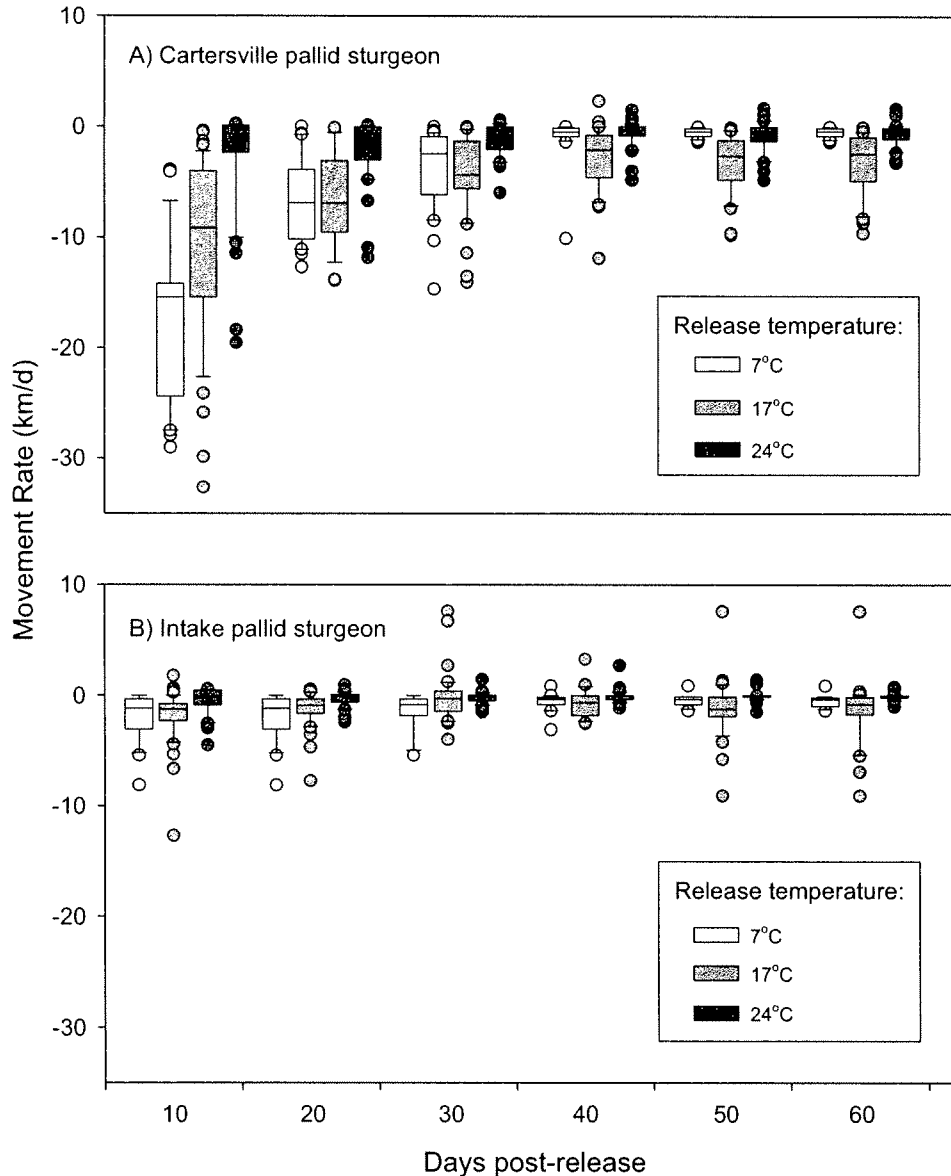 Movement Rate (km/d)
10
0
-10
-20
-30
A) Cartersville pallid sturgeon
Release temperature:
7°C
17°C
24°C
10
0
-10
-20
-30
B) Intake pallid sturgeon
Release temperature:
7°C
17°C
24°C
10 20 30 40 50 60
Days post-release